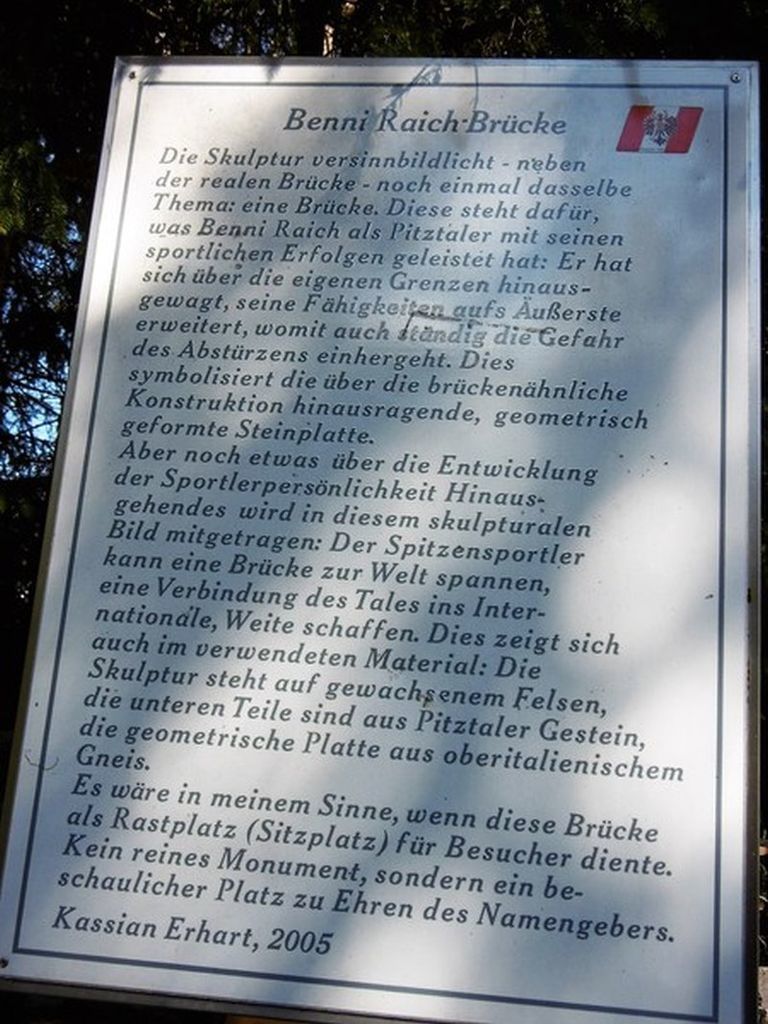 Benni Raich-Brücke
Die Skulptur versinnbildlicht - neben
der realen Brücke - noch einmal dasselbe
Thema: eine Brücke. Diese steht dafür,
was Benni Raich als Pitztaler mit seinen
sportlichen Erfolgen geleistet hat: Er hat
sich über die eigenen Grenzen hinaus-
gewagt, seine Fähigkeiten aufs Äußerste
erweitert, womit auch ständig die Gefahr
des Abstürzens einhergeht. Dies
symbolisiert die über die brückenähnliche
Konstruktion hinausragende, geometrisch
geformte Steinplatte.
Aber noch etwas über die Entwicklung
der Sportlerpersönlichkeit Hinaus-
gehendes wird in diesem skulpturalen
Bild mitgetragen: Der Spitzensportler
kann eine Brücke zur Welt spannen,
eine Verbindung des Tales ins Inter-
nationale, Weite schaffen. Dies zeigt sich
auch im verwendeten Material: Die
Skulptur steht auf gewachsenem Felsen,
die unteren Teile sind aus Pitztaler Gestein,
die geometrische Platte aus oberitalienischem
Gneis.
Es wäre in meinem Sinne, wenn diese Brücke
als Rastplatz (Sitzplatz) für Besucher diente.
Kein reines Monument, sondern ein be-
schaulicher Platz zu Ehren des Namengebers.
Kassian Erhart, 2005